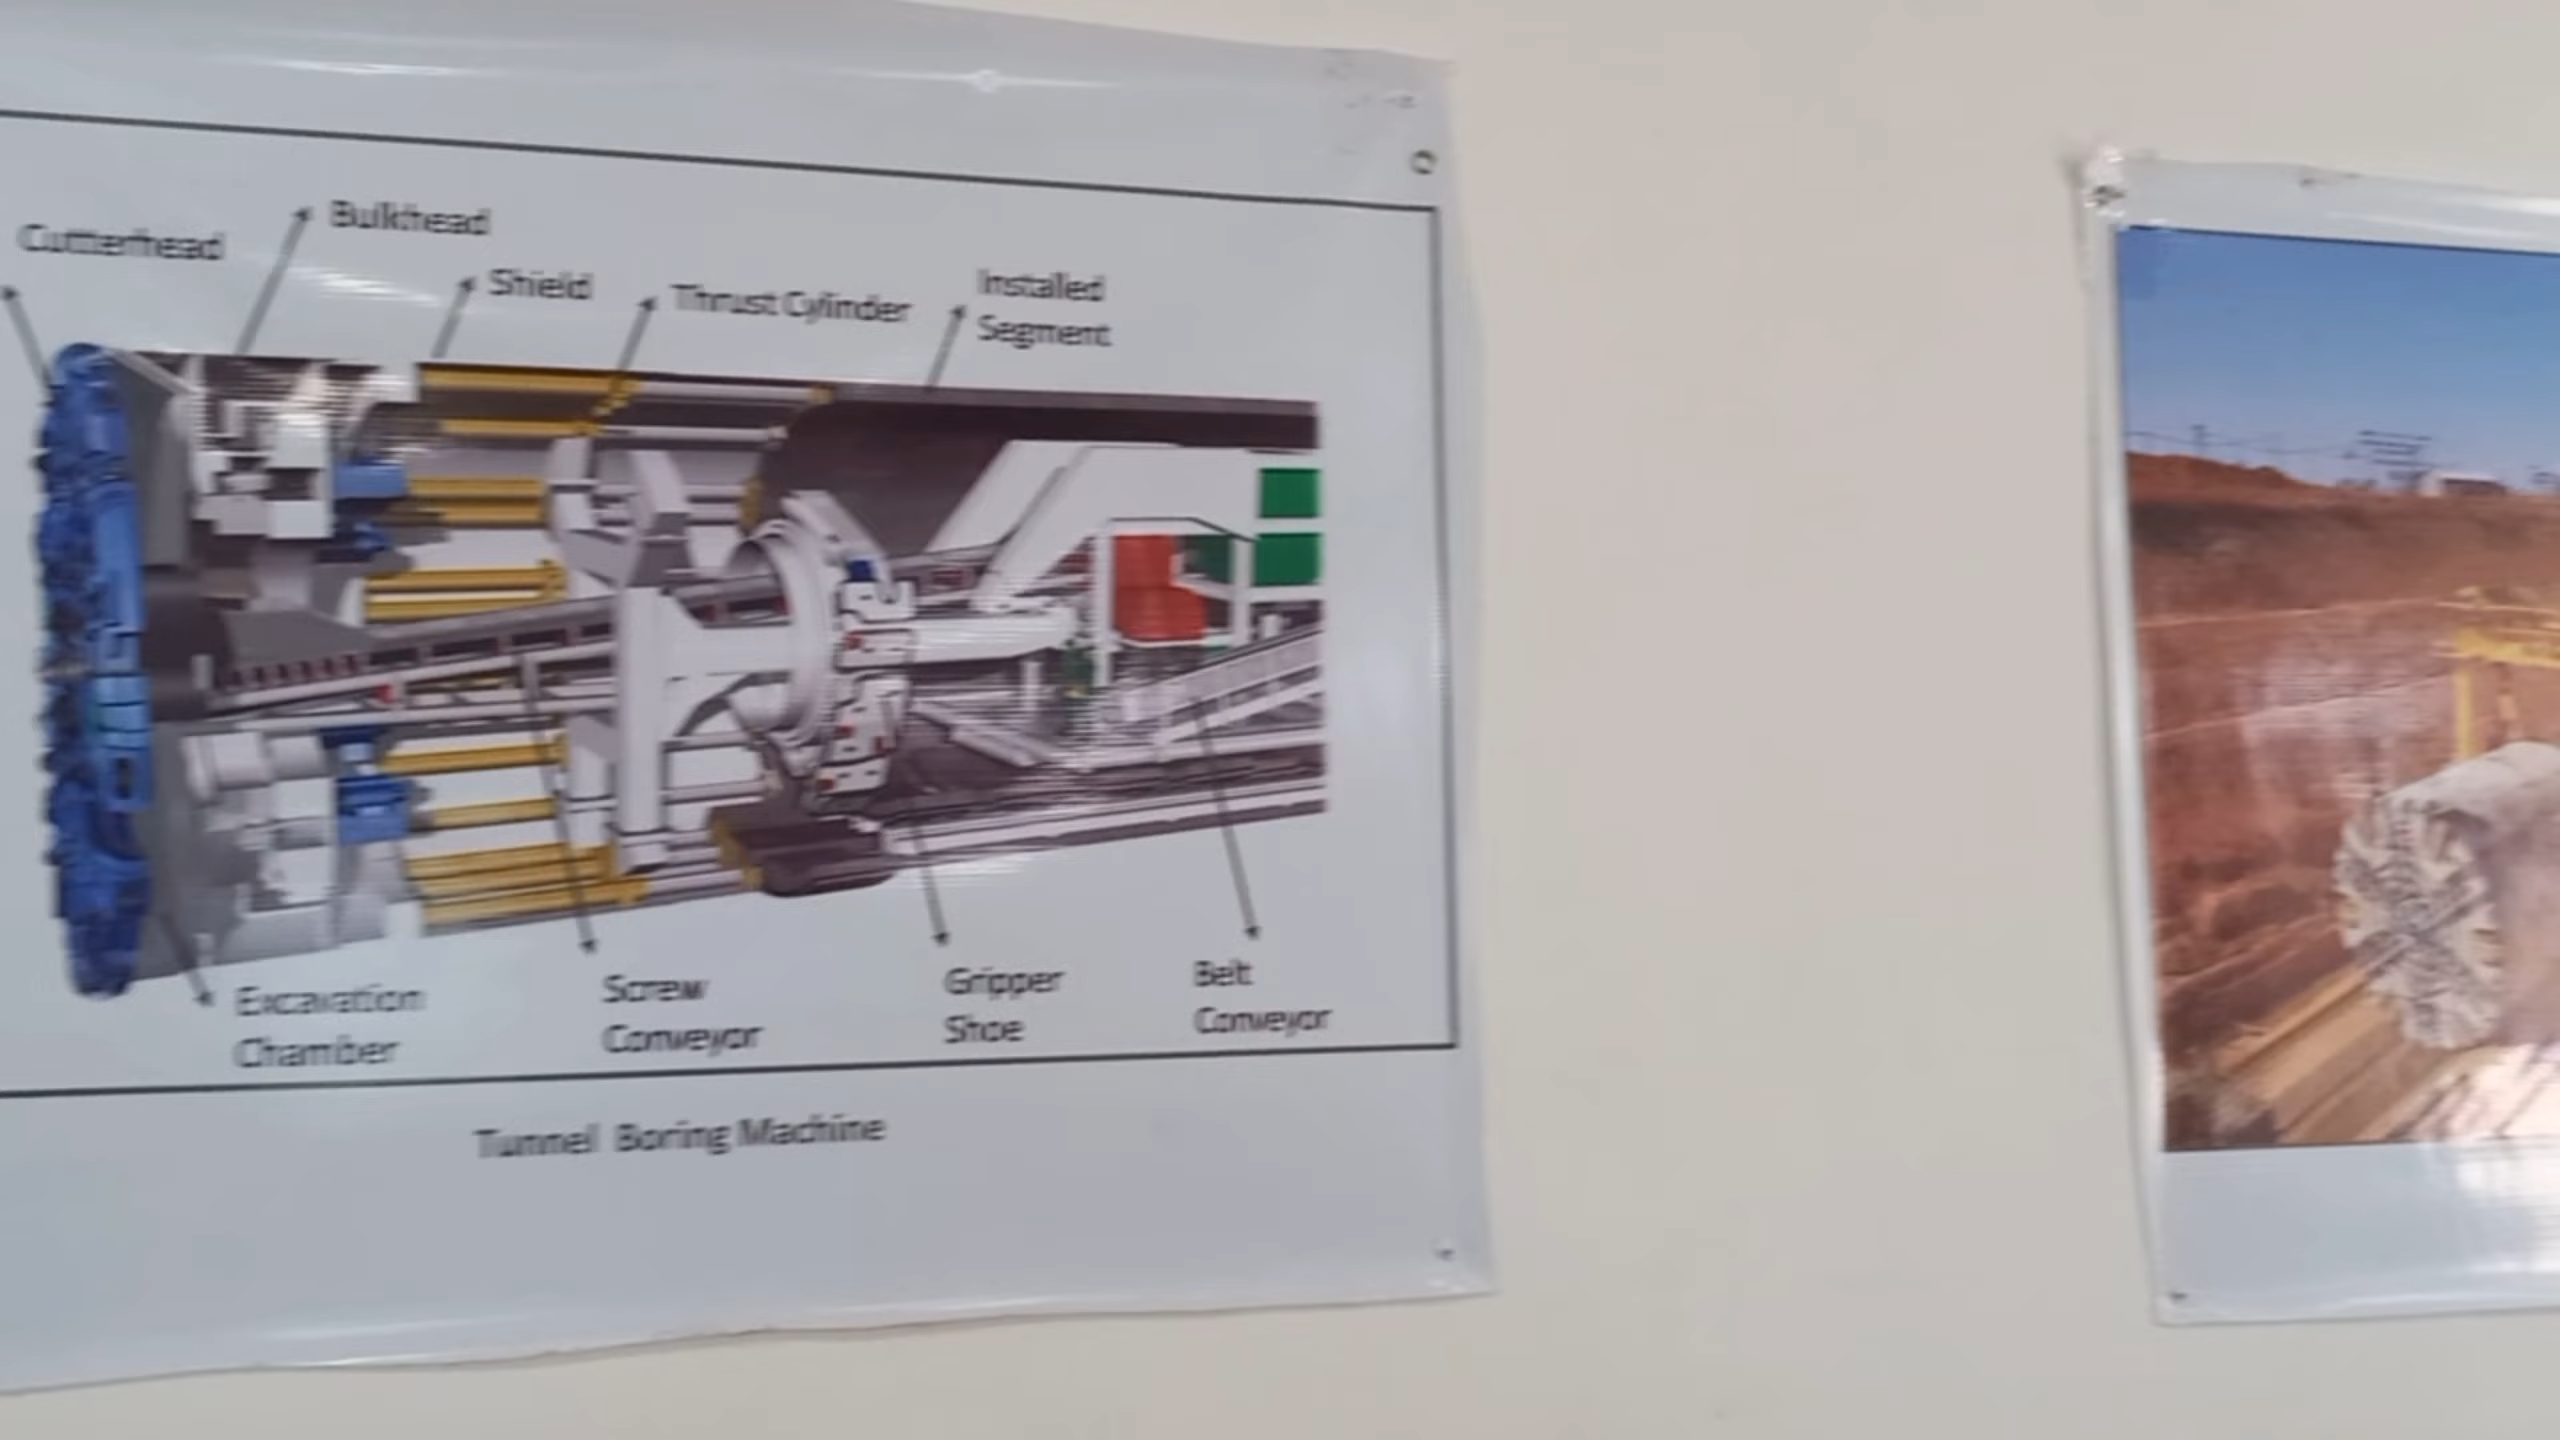 Cutterhead
Bulkhead
Shield
Thrust Cylinder
Installed
Segment
Excavation
Chamber
Screw
Conveyor
Gripper
Shoe
Belt
Conveyor
Tunnel Boring Machine